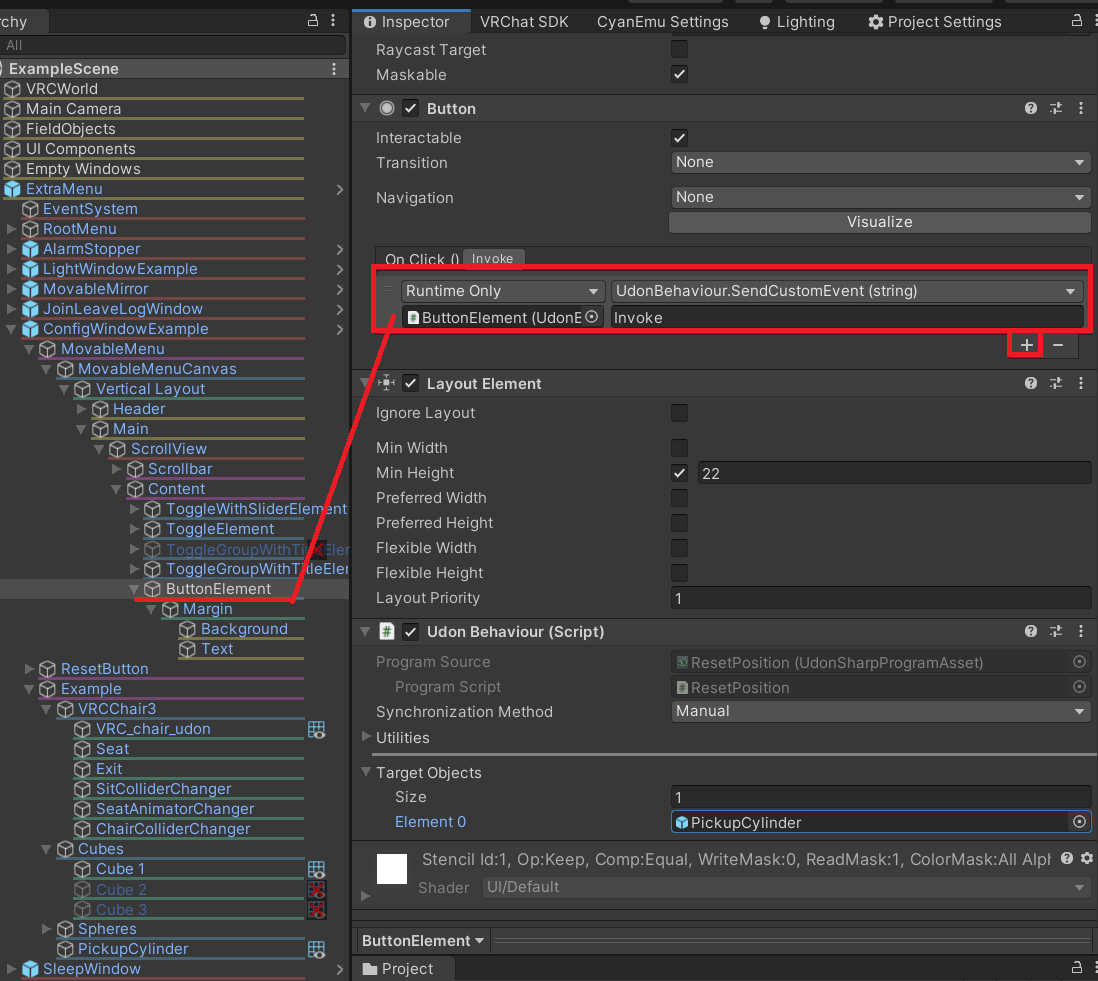 rchy
All
ExampleScene
VRCWorld
Main Camera
FieldObjects
UI Components
Empty Windows
ExtraMenu
EventSystem
RootMenu
AlarmStopper
LightWindowExample
MovableMirror
JoinLeaveLogWindow
ConfigWindowExample
MovableMenu
MovableMenuCanvas
Vertical Layout
Header
Main
ScrollView
Scrollbar
Content
ToggleWithSliderElement
ToggleElement
ToggleGroupWithTitleEler
ToggleGroupWithTitleEler
ButtonElement
Margin
Background
Text
ResetButton
Example
VRCChair3
VRC_chair_udon
Seat
Exit
SitColliderChanger
SeatAnimatorChanger
ChairColliderChanger
Cubes
Cube 1
Cube 2
Cube 3
Spheres
PickupCylinder
SleepWindow
Inspector VRChat SDK CyanEmu Settings Lighting Project Settings
Raycast Target
Maskable
Button
Interactable
Transition None
Navigation None
Visualize
On Click () Invoke
Runtime Only UdonBehaviour.SendCustomEvent (string)
ButtonElement (UdonE Invoke
+ −
Layout Element
Ignore Layout
Min Width
Min Height 22
Preferred Width
Preferred Height
Flexible Width
Flexible Height
Layout Priority 1
# Udon Behaviour (Script)
Program Source ResetPosition (UdonSharpProgramAsset)
Program Script ResetPosition
Synchronization Method Manual
Utilities
Target Objects
Size 1
Element 0 PickupCylinder
Stencil Id:1, Op:Keep, Comp:Equal, WriteMask:0, ReadMask:1, ColorMask:All Alph
Shader UI/Default
ButtonElement
Project